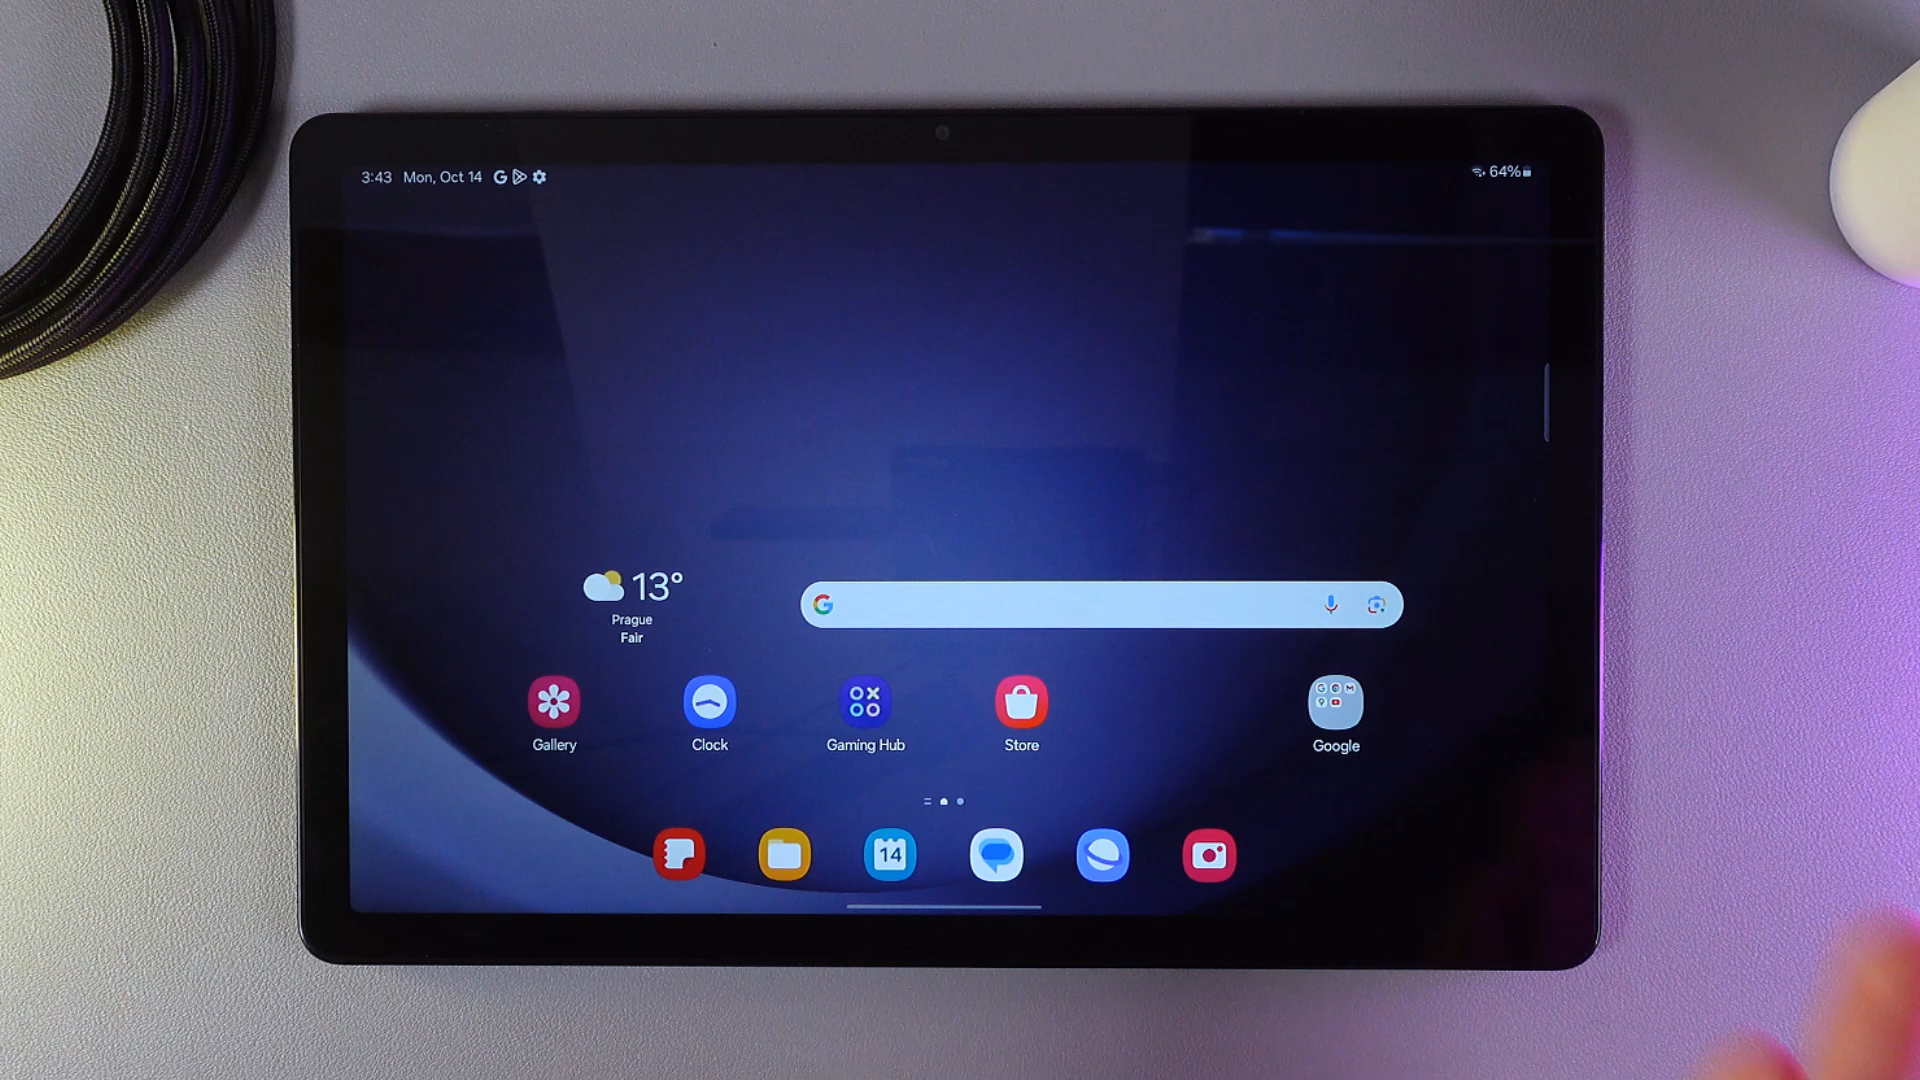 3:43 Mon, Oct 14
64%
13°
Prague
Fair
Gallery
Clock
Gaming Hub
Store
Google
14